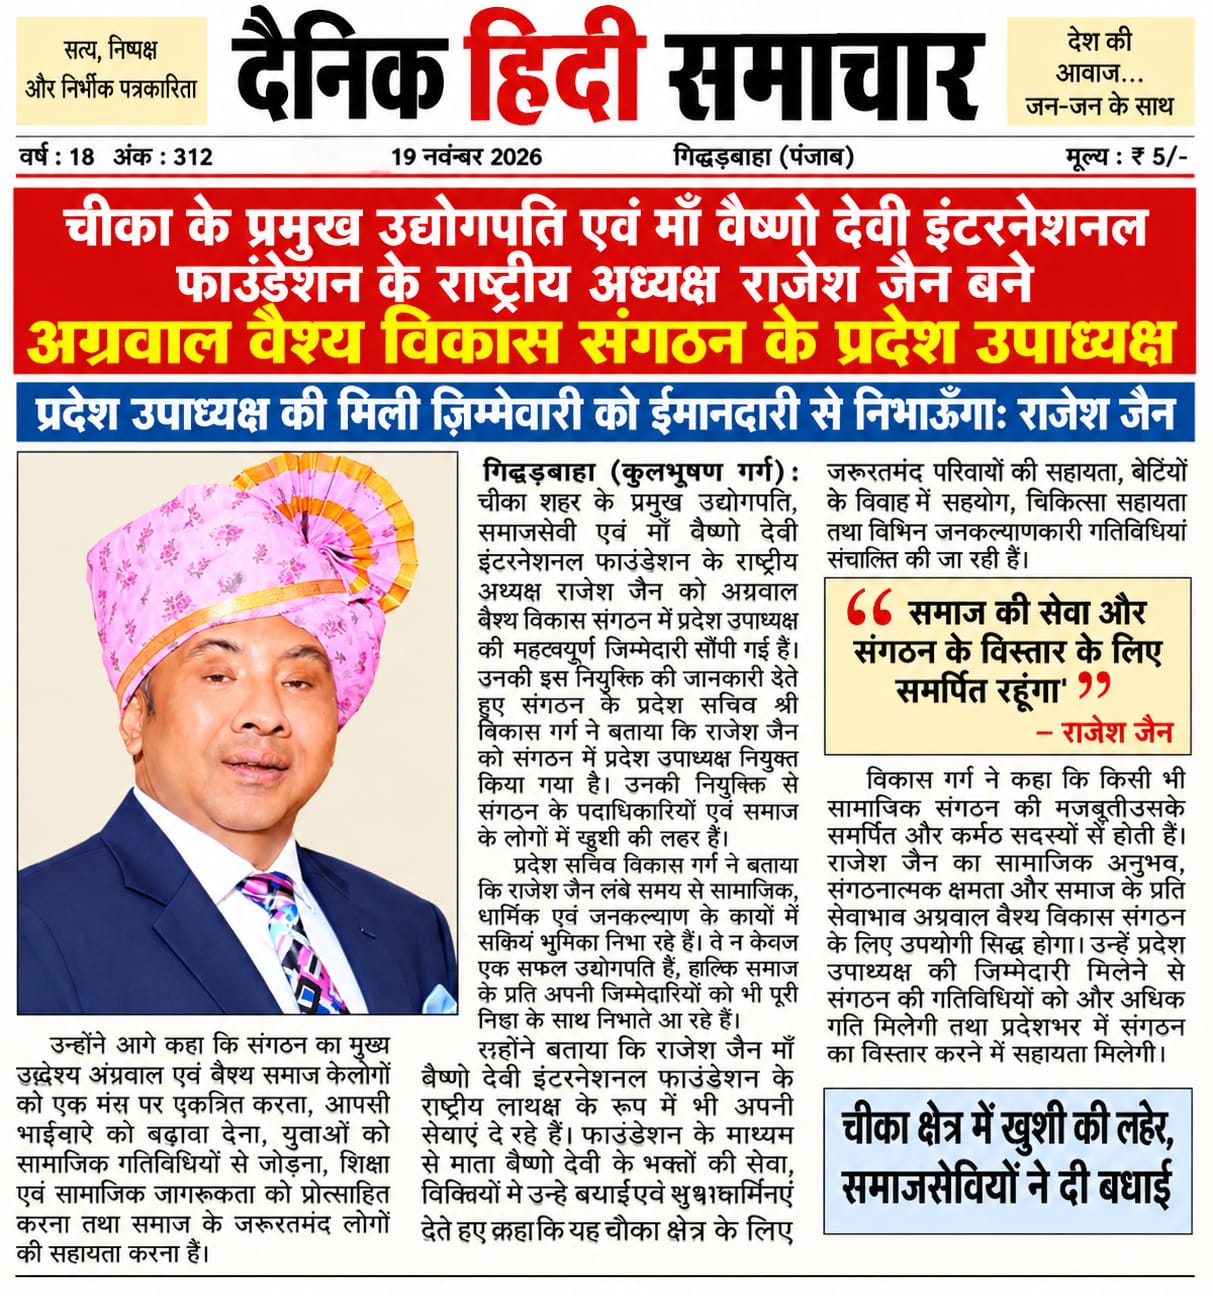 सत्य, निष्पक्ष
और निर्भीक पत्रकारिता
दैनिक हिदी समाचार
देश की
आवाज...
जन-जन के साथ
वर्ष : 18 अंक : 312
19 नवंन्बर 2026
गिद्धड़बाहा (पंजाब)
मूल्य : ₹ 5/-
चीका के प्रमुख उद्योगपति एवं माँ वैष्णो देवी इंटरनेशनल
फाउंडेशन के राष्ट्रीय अध्यक्ष राजेश जैन बने
अग्रवाल वैश्य विकास संगठन के प्रदेश उपाध्यक्ष
प्रदेश उपाध्यक्ष की मिली ज़िम्मेवारी को ईमानदारी से निभाऊँगा: राजेश जैन
गिद्धड़बाहा (कुलभुषण गर्ग):
चीका शहर के प्रमुख उद्योगपति,
समाजसेवी एवं माँ वैष्णो देवी
इंटरनेशनल फाउंडेशन के राष्ट्रीय
अध्यक्ष राजेश जैन को अग्रवाल
बैश्य विकास संगठन में प्रदेश उपाध्यक्ष
की महत्वयुर्ण जिम्मेदारी सौंपी गई हैं।
उनकी इस नियुक्ति की जानकारी देते
हुए संगठन के प्रदेश सचिव श्री
विकास गर्ग ने बताया कि राजेश जैन
को संगठन में प्रदेश उपाध्यक्ष नियुक्त
किया गया है। उनकी नियुक्ति से
संगठन के पदाधिकारियों एवं समाज
के लोगों में खुशी की लहर हैं।
प्रदेश सचिव विकास गर्ग ने बताया
कि राजेश जैन लंबे समय से सामाजिक,
धार्मिक एवं जनकल्याण के कायों में
सकियं भुमिका निभा रहे हैं। वे न केवज
एक सफल उद्योगपति हैं, हाल्कि समाज
के प्रति अपनी जिम्मेदारियों को भी पूरी
निष्ठा के साथ निभाते आ रहे हैं।
होंने बताया कि राजेश जैन माँ
बैष्णो देवी इंटरनेशनल फाउंडेशन के
राष्ट्रीय लाथक्ष के रूप में भी अपनी
सेवाएं दे रहे हैं। फाउंडेशन के माध्यम
से माता बैष्णो देवी के भक्तों की सेवा,
मे उन्हे
देते हुए कहा कि यह चौका क्षेत्र के लिए
उन्होंने आगे कहा कि संगठन का मुख्य
उद्धेश्य अंग्रवाल एवं बैश्य समाज केलोगों
को एक मंस पर एकत्रित करता, आपसी
भाईचारे को बढ़ावा देना, युवाओं को
सामाजिक गतिविधियों से जोड़ना, शिक्षा
एवं सामाजिक जागरूकता को प्रोत्साहित
करना तथा समाज के जरूरतमंद लोगों
की सहायता करना हैं।
जरूरतमंद परिवायों की सहायता, बेटिंयों
के विवाह में सहयोग, चिकित्सा सहायता
तथा विभिन जनकल्याणकारी गतिविधियां
संचालित की जा रही हैं।
“ समाज की सेवा और
संगठन के विस्तार के लिए
समर्पित रहूंगा' ”
– राजेश जैन
विकास गर्ग ने कहा कि किसी भी
सामाजिक संगठन की मजबूतीउसके
समर्पित और कर्मठ सदस्यों सें होती हैं।
राजेश जैन का सामाजिक अनुभव,
संगठनात्मक क्षमता और समाज के प्रति
सेवाभाव अग्रवाल बैश्य विकास संगठन
के लिए उपयोगी सिद्ध होगा। उन्हें प्रदेश
उपाध्यक्ष की जिम्मेदारी मिलेने से
संगठन की गतिविधियों को और अधिक
गति मिलेगी तथा प्रदेशभर में संगठन
का विस्तार करने में सहायता मिलेगी।
चीका क्षेत्र में खुशी की लहेर,
समाजसेवियों ने दी बधाई